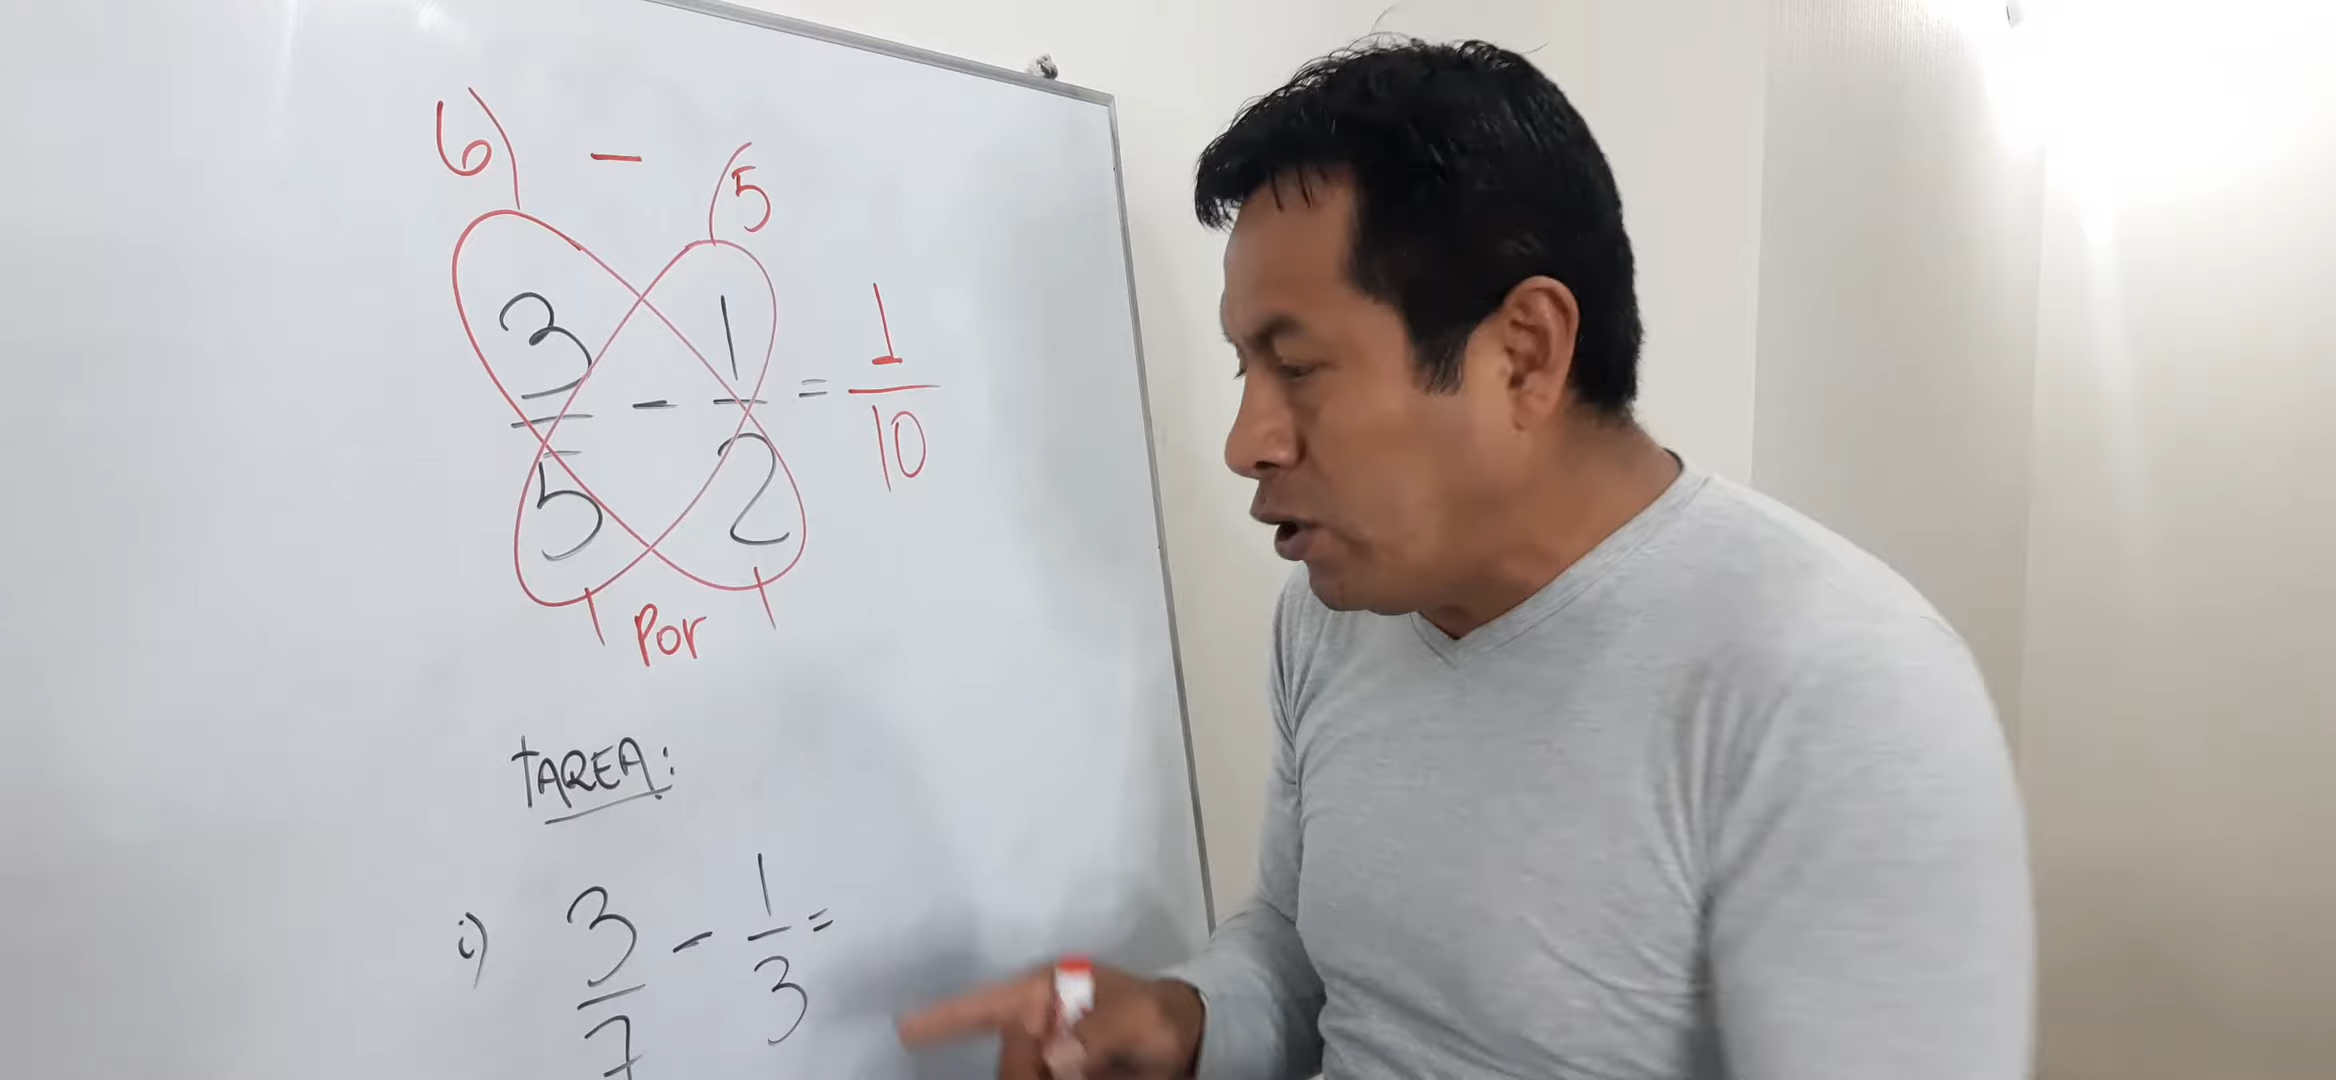 6 - 5
3/5 - 1/2 = 1/10
Por
TAREA:
i) 3/7 - 1/3 =